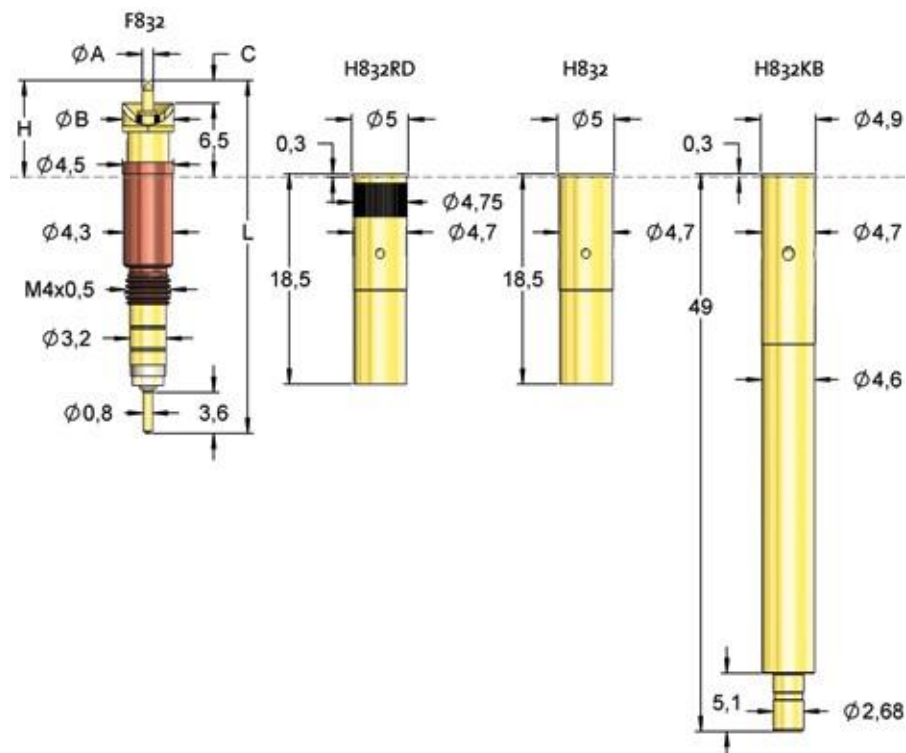 F832
ØA
C
H832RD
H832
H832KB
H
ØB
6,5
Ø5
Ø5
Ø4,9
0,3
0,3
Ø4,5
Ø4,75
Ø4,3
L
Ø4,7
Ø4,7
Ø4,7
M4x0,5
18,5
18,5
49
Ø3,2
Ø4,6
Ø0,8
3,6
5,1
Ø2,68